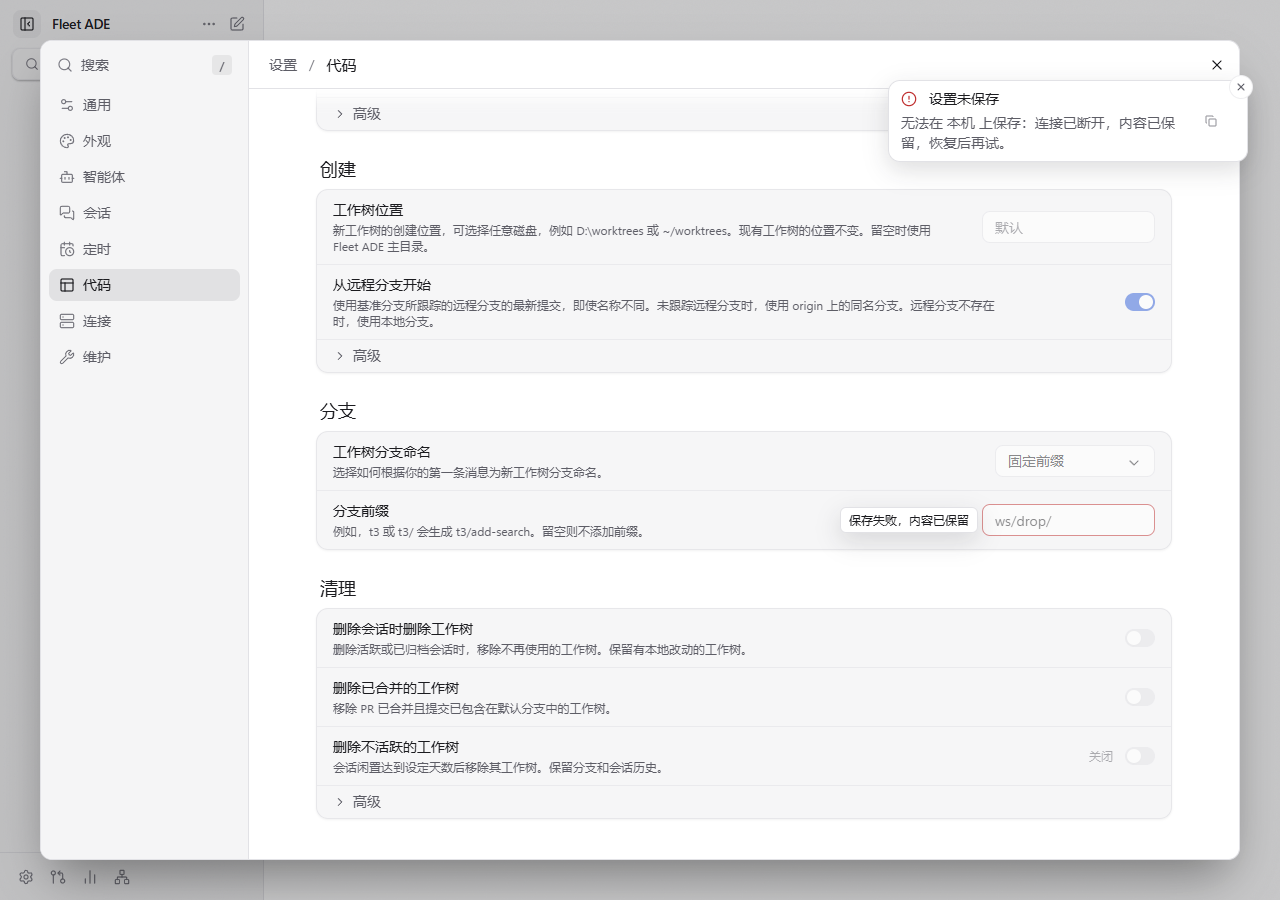 Fleet ADE
搜索
/
通用
外观
智能体
会话
定时
代码
连接
维护
设置 / 代码
设置未保存
无法在 本机 上保存：连接已断开，内容已保
留，恢复后再试。
高级
创建
工作树位置
新工作树的创建位置，可选择任意磁盘，例如 D:\worktrees 或 ~/worktrees。现有工作树的位置不变。留空时使用
Fleet ADE 主目录。
默认
从远程分支开始
使用基准分支所跟踪的远程分支的最新提交，即使名称不同。未跟踪远程分支时，使用 origin 上的同名分支。远程分支不存在
时，使用本地分支。
高级
分支
工作树分支命名
选择如何根据你的第一条消息为新工作树分支命名。
固定前缀
分支前缀
例如，t3 或 t3/ 会生成 t3/add-search。留空则不添加前缀。
保存失败，内容已保留
ws/drop/
清理
删除会话时删除工作树
删除活跃或已归档会话时，移除不再使用的工作树。保留有本地改动的工作树。
删除已合并的工作树
移除 PR 已合并且提交已包含在默认分支中的工作树。
删除不活跃的工作树
会话闲置达到设定天数后移除其工作树。保留分支和会话历史。
关闭
高级